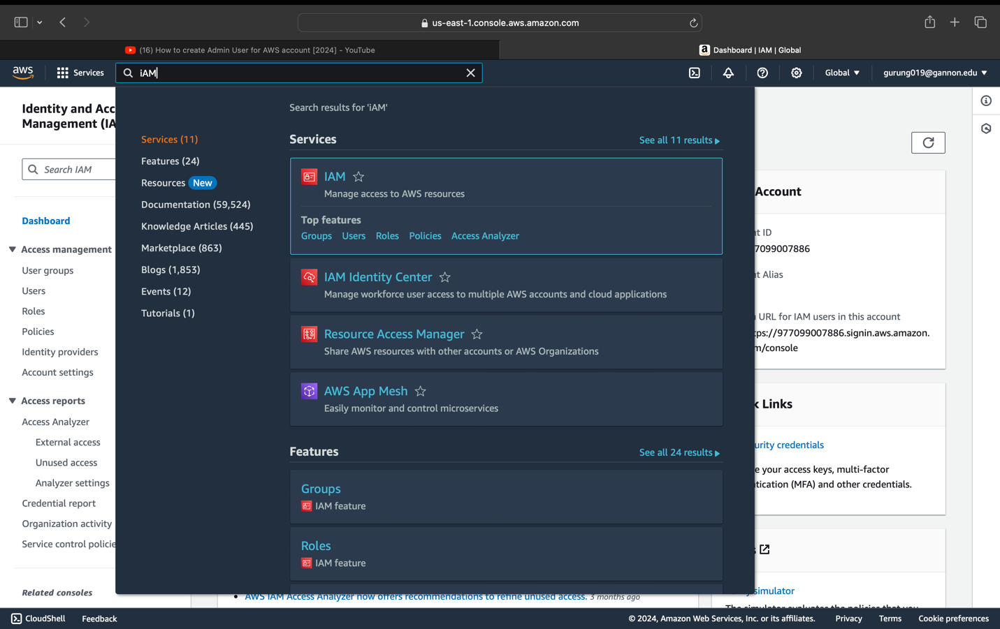 us-east-1.console.aws.amazon.com
(16) How to create Admin User for AWS account [2024] - YouTube
a Dashboard | IAM | Global
aws
Services
iAM
Global
gurung019@gannon.edu
Identity and Acc
Management (IA
Search IAM
Dashboard
Access management
User groups
Users
Roles
Policies
Identity providers
Account settings
Access reports
Access Analyzer
External access
Unused access
Analyzer settings
Credential report
Organization activity
Service control policie
Related consoles
Search results for 'iAM'
Services (11)
Features (24)
Resources New
Documentation (59,524)
Knowledge Articles (445)
Marketplace (863)
Blogs (1,853)
Events (12)
Tutorials (1)
Services
See all 11 results
IAM
Manage access to AWS resources
Top features
Groups Users Roles Policies Access Analyzer
IAM Identity Center
Manage workforce user access to multiple AWS accounts and cloud applications
Resource Access Manager
Share AWS resources with other accounts or AWS Organizations
AWS App Mesh
Easily monitor and control microservices
Features
See all 24 results
Groups
IAM feature
Roles
IAM feature
AWS IAM Access Analyzer now offers recommendations to refine unused access. 3 months ago
Account
nt ID
7099007886
nt Alias
URL for IAM users in this account
tps://977099007886.signin.aws.amazon.
m/console
k Links
urity credentials
e your access keys, multi-factor
ntication (MFA) and other credentials.
s
y simulator
The simulator evaluates the policies that you
CloudShell
Feedback
© 2024, Amazon Web Services, Inc. or its affiliates.
Privacy
Terms
Cookie preferences